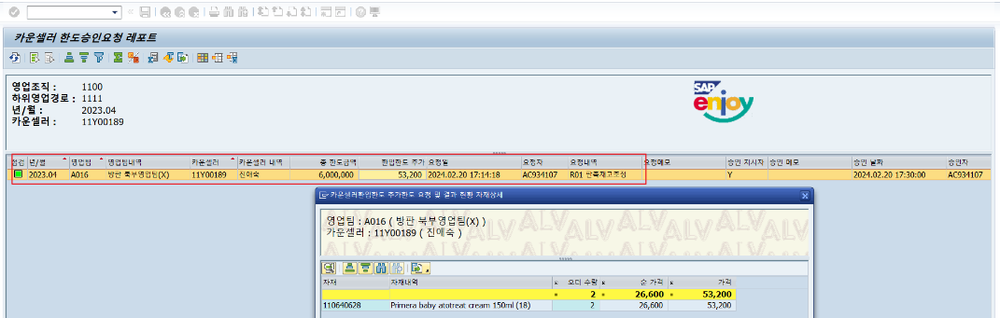 카운셀러 한도승인요청 레포트
영업조직 : 1100
하위영업경로 : 1111
년/월 : 2023.04
카운셀러 : 11Y00189
SAP
enjoy
점검 년/월 영업팀 영업팀내역 카운셀러 카운셀러 내역 총 한도금액 환입한도 추가 요청일 요청자 요청내역 요청메모 승인 지시자 승인 메모 승인 날짜 승인자
2023.04 A016 방판 북부영업팀(X) 11Y00189 진애숙 6,000,000 53,200 2024.02.20 17:14:18 AC934107 R01 판촉재고조정 Y 2024.02.20 17:30:00 AC934107
카운셀러환입한도 추가한도 요청 및 결과 현황 자재상세
영업팀 : A016 ( 방판 북부영업팀(X) )
카운셀러 : 11Y00189 ( 진애숙 )
자재 자재내역 오더 수량 순 가격 가격
2 26,600 53,200
110640628 Primera baby atotreat cream 150ml (18) 2 26,600 53,200